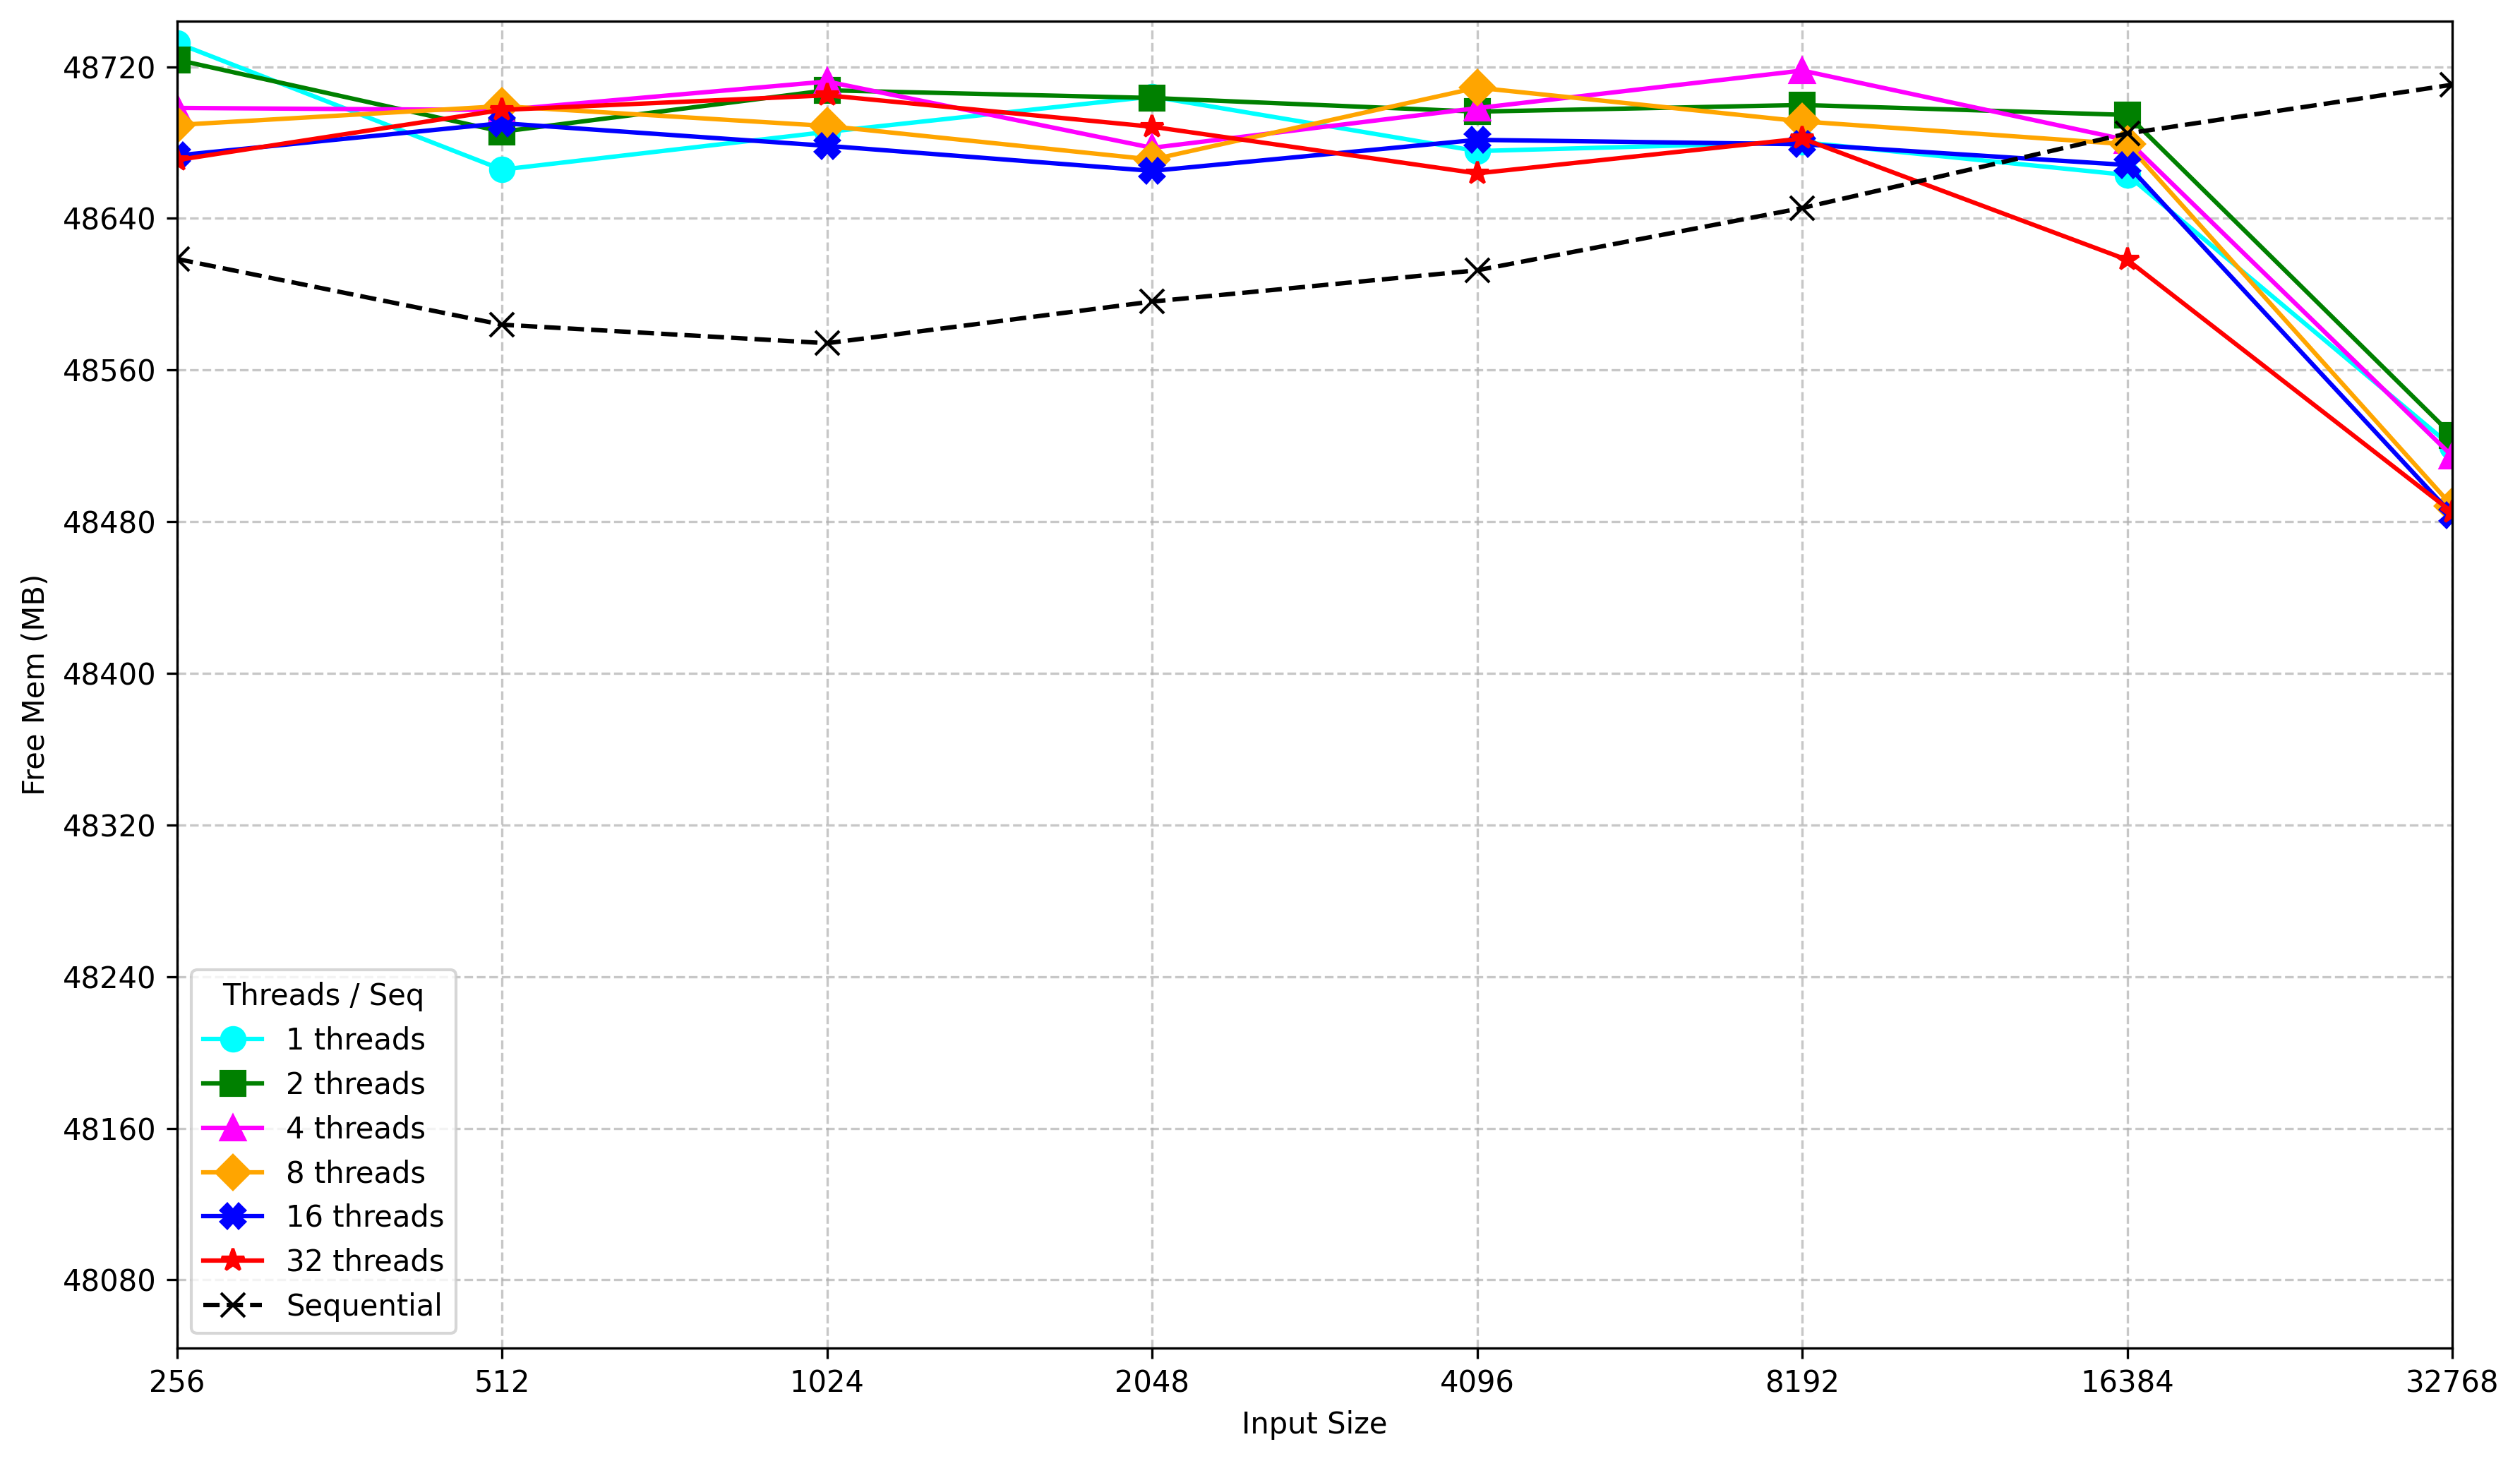 48720
48640
48560
48480
48400
48320
48240
48160
48080
Free Mem (MB)
Threads / Seq
1 threads
2 threads
4 threads
8 threads
16 threads
32 threads
Sequential
256 512 1024 2048 4096 8192 16384 32768
Input Size